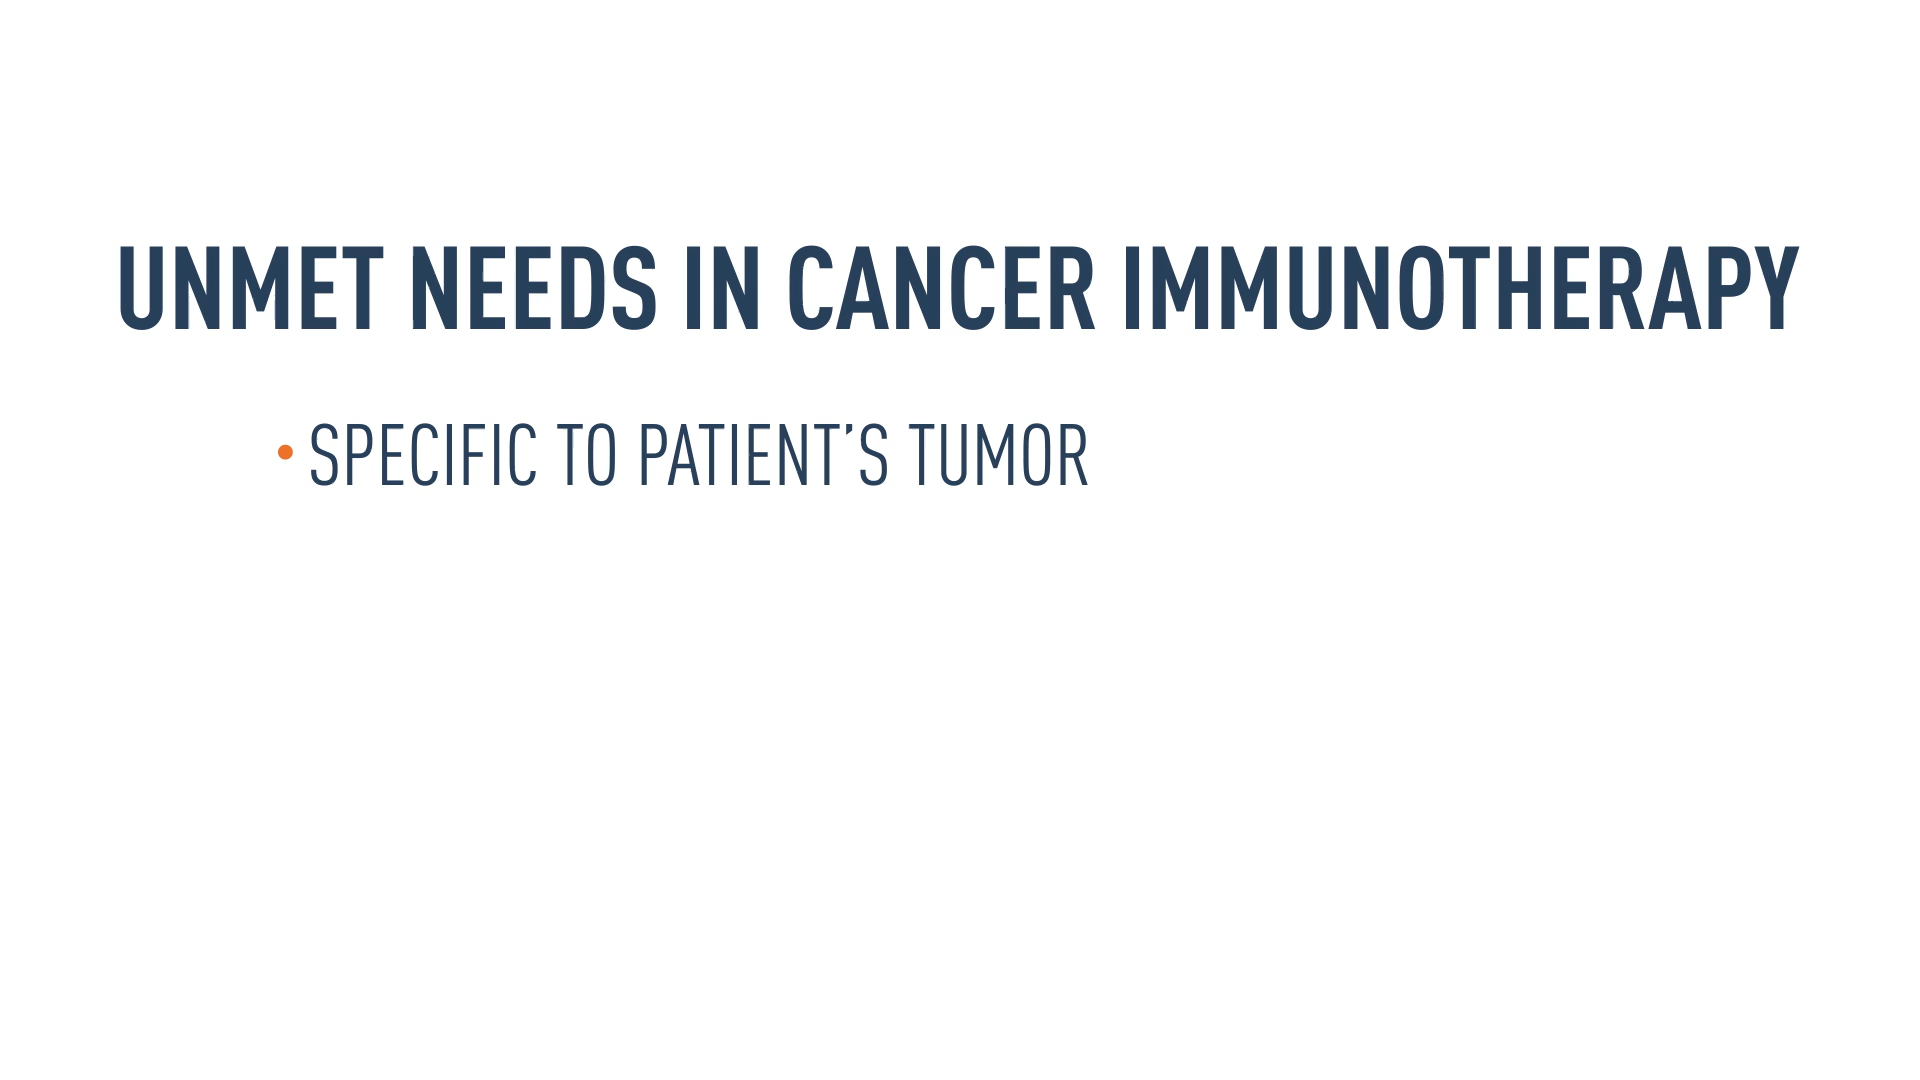 UNMET NEEDS IN CANCER IMMUNOTHERAPY
• SPECIFIC TO PATIENT’S TUMOR